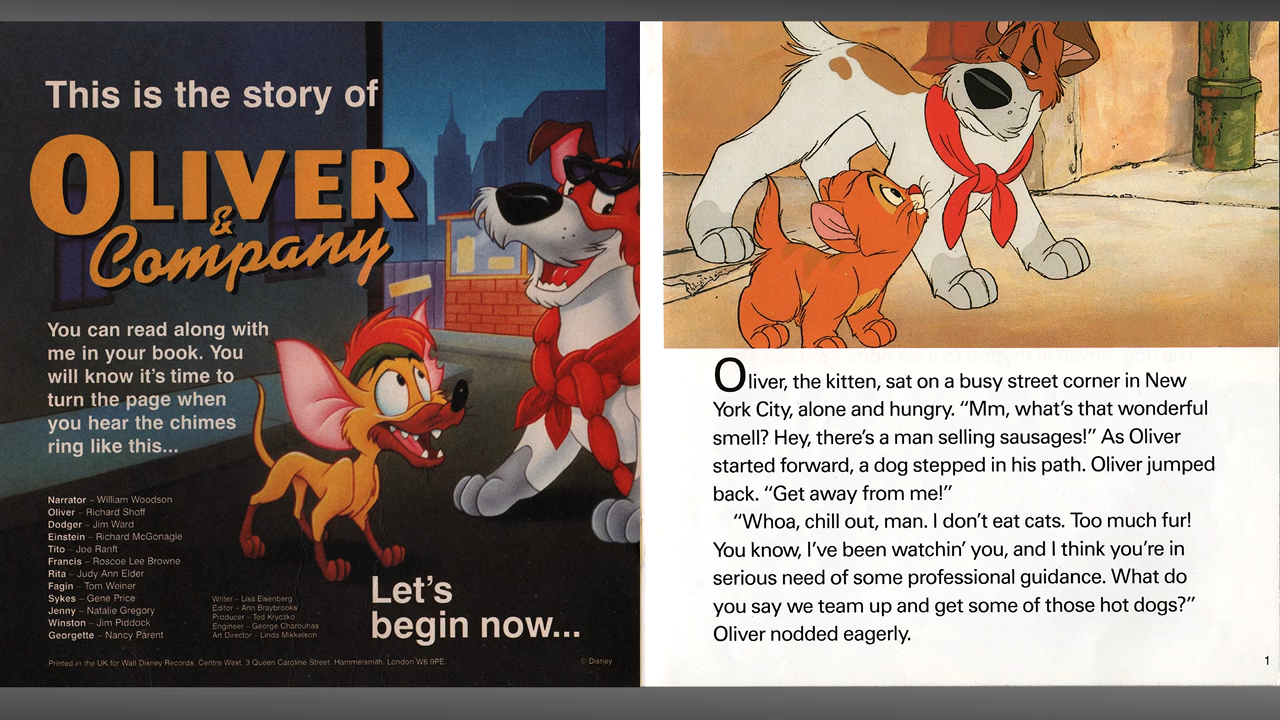 This is the story of
OLIVER
&
Company
You can read along with
me in your book. You
will know it's time to
turn the page when
you hear the chimes
ring like this...
Narrator – William Woodson
Oliver – Richard Shoff
Dodger – Jim Ward
Einstein – Richard McGonagle
Tito – Joe Ranft
Francis – Roscoe Lee Browne
Rita – Judy Ann Elder
Fagin – Tom Weiner
Sykes – Gene Price
Jenny – Natalie Gregory
Winston – Jim Piddock
Georgette – Nancy Parent
Writer – Lisa Eisenberg
Editor – Ann Braybrooks
Producer – Ted Kryczko
Engineer – George Charouhas
Art Director – Linda Mikkelson
Let's
begin now...
Printed in the UK for Walt Disney Records, Centre West, 3 Queen Caroline Street, Hammersmith, London W6 9PE.
© Disney
Oliver, the kitten, sat on a busy street corner in New
York City, alone and hungry. “Mm, what's that wonderful
smell? Hey, there's a man selling sausages!” As Oliver
started forward, a dog stepped in his path. Oliver jumped
back. “Get away from me!”
“Whoa, chill out, man. I don't eat cats. Too much fur!
You know, I've been watchin' you, and I think you're in
serious need of some professional guidance. What do
you say we team up and get some of those hot dogs?”
Oliver nodded eagerly.
1